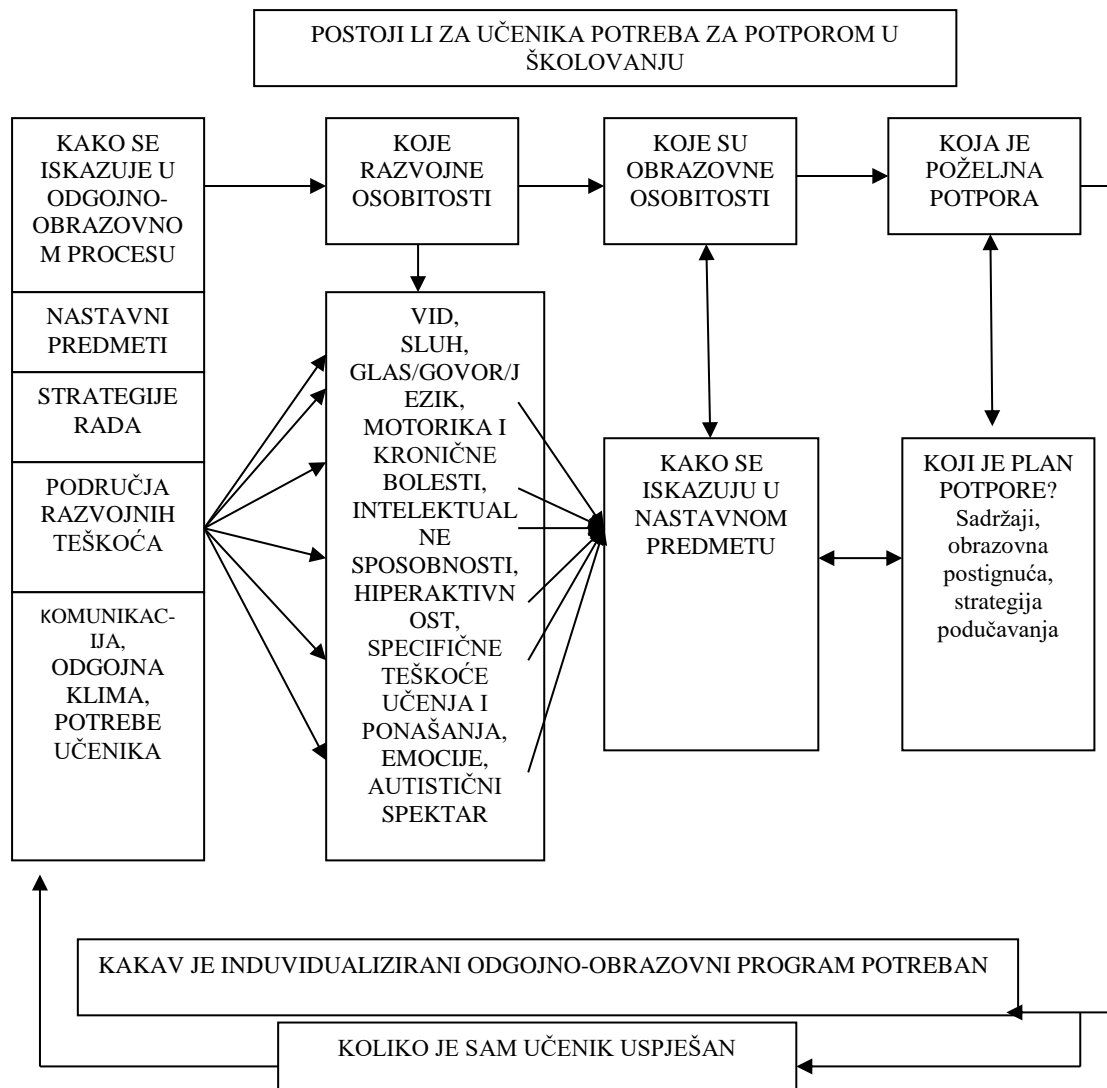 POSTOJI LI ZA UČENIKA POTREBA ZA POTPOROM U
ŠKOLOVANJU
KAKO SE
ISKAZUJE U
ODGOJNO-
OBRAZOVNO
M PROCESU
KOJE
RAZVOJNE
OSOBITOSTI
KOJE SU
OBRAZOVNE
OSOBITOSTI
KOJA JE
POŽELJNA
POTPORA
NASTAVNI
PREDMETI
STRATEGIJE
RADA
PODRUČJA
RAZVOJNIH
TEŠKOĆA
KOMUNIKAC-
IJA,
ODGOJNA
KLIMA,
POTREBE
UČENIKA
VID,
SLUH,
GLAS/GOVOR/J
EZIK,
MOTORIKA I
KRONIČNE
BOLESTI,
INTELEKTUAL
NE
SPOSOBNOSTI,
HIPERAKTIVN
OST,
SPECIFIČNE
TEŠKOĆE
UČENJA I
PONAŠANJA,
EMOCIJE,
AUTISTIČNI
SPEKTAR
KAKO SE
ISKAZUJU U
NASTAVNOM
PREDMETU
KOJI JE PLAN
POTPORE?
Sadržaji,
obrazovna
postignuća,
strategija
podučavanja
KAKAV JE INDUVIDUALIZIRANI ODGOJNO-OBRAZOVNI PROGRAM POTREBAN
KOLIKO JE SAM UČENIK USPJEŠAN